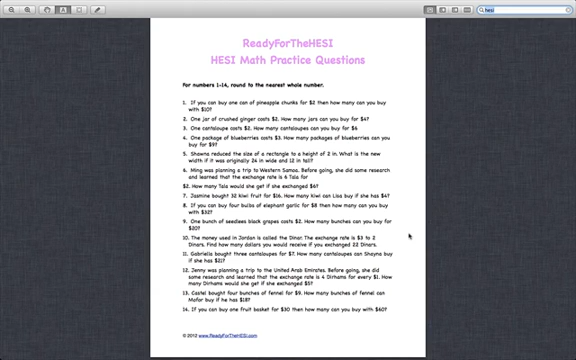 hesi
ReadyForTheHESI
HESI Math Practice Questions
For numbers 1-14, round to the nearest whole number.
1. If you can buy one can of pineapple chunks for $2 then how many can you buy
with $10?
2. One jar of crushed ginger costs $2. How many jars can you buy for $4?
3. One cantaloupe costs $2. How many cantaloupes can you buy for $6
4. One package of blueberries costs $3. How many packages of blueberries can you
buy for $9?
5. Shawna reduced the size of a rectangle to a height of 2 in. What is the new
width if it was originally 24 in wide and 12 in tall?
6. Ming was planning a trip to Western Samoa. Before going, she did some research
and learned that the exchange rate is 6 Tala for
$2. How many Tala would she get if she exchanged $6?
7. Jasmine bought 32 kiwi fruit for $16. How many kiwi can Lisa buy if she has $4?
8. If you can buy four bulbs of elephant garlic for $8 then how many can you buy with
$32?
9. One bunch of seedless black grapes costs $2. How many bunches can you buy for
$20?
10. The money used in Jordan is called the Dinar. The exchange rate is $3 to 2
Dinars. Find how many dollars you would receive if you exchanged 22 Dinars.
11. Gabriella bought three cantaloupes for $7. How many cantaloupes can Shayna buy
if she has $21?
12. Jenny was planning a trip to the United Arab Emirates. Before going, she did
some research and learned that the exchange rate is 4 Dirhams for every $1. How
many Dirhams would she get if she exchanged $5?
13. Castel bought four bunches of fennel for $9. How many bunches of fennel can
Mofor buy if he has $18?
14. If you can buy one fruit basket for $30 then how many can you buy with $60?
© 2012 www.ReadyForTheHESI.com